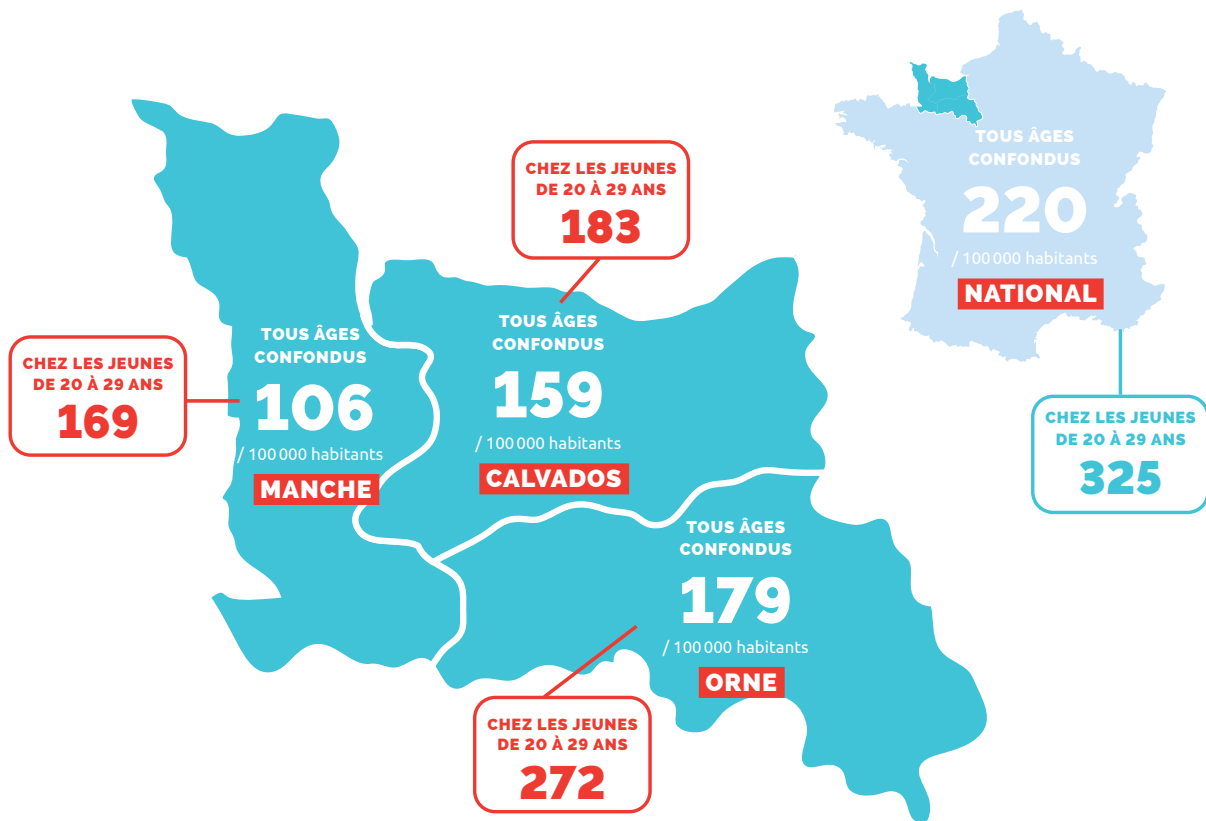 TOUS ÂGES
CONFONDUS
220
/ 100 000 habitants
NATIONAL
CHEZ LES JEUNES
DE 20 À 29 ANS
325
CHEZ LES JEUNES
DE 20 À 29 ANS
183
TOUS ÂGES
CONFONDUS
159
/ 100 000 habitants
CALVADOS
CHEZ LES JEUNES
DE 20 À 29 ANS
169
TOUS ÂGES
CONFONDUS
106
/ 100 000 habitants
MANCHE
TOUS ÂGES
CONFONDUS
179
/ 100 000 habitants
ORNE
CHEZ LES JEUNES
DE 20 À 29 ANS
272